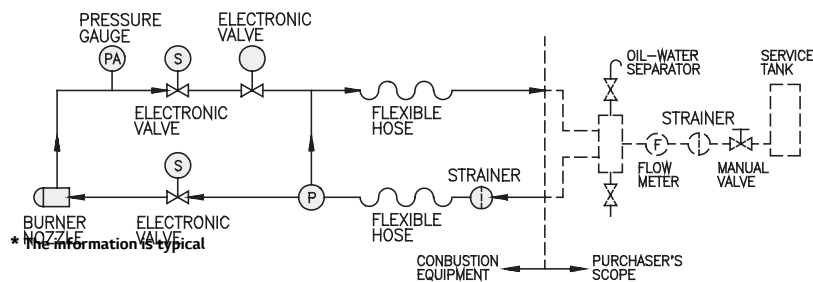 PRESSURE
GAUGE
ELECTRONIC
VALVE
PA
S
ELECTRONIC
VALVE
FLEXIBLE
HOSE
OIL-WATER
SEPARATOR
SERVICE
TANK
STRAINER
F
FLOW
METER
MANUAL
VALVE
S
P
STRAINER
BURNER
NOZZLE
ELECTRONIC
VALVE
FLEXIBLE
HOSE
* The information is typical
CONBUSTION
EQUIPMENT
PURCHASER'S
SCOPE